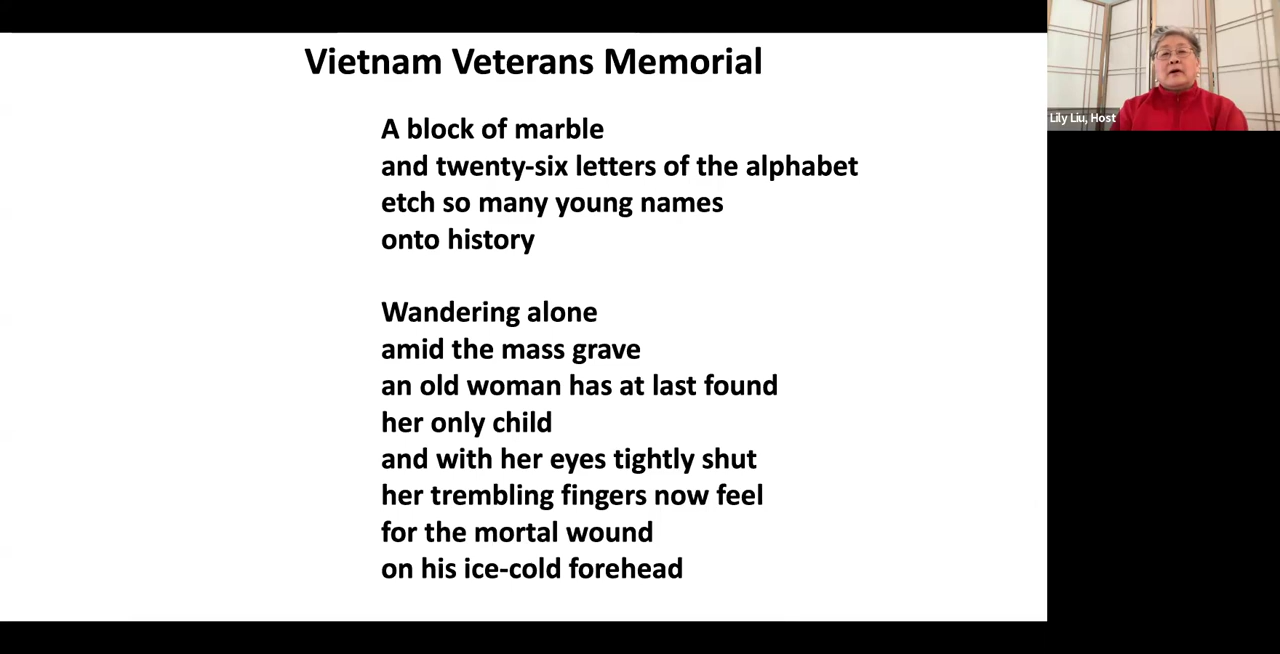 Vietnam Veterans Memorial
A block of marble
and twenty-six letters of the alphabet
etch so many young names
onto history
Wandering alone
amid the mass grave
an old woman has at last found
her only child
and with her eyes tightly shut
her trembling fingers now feel
for the mortal wound
on his ice-cold forehead
Lily Liu, Host